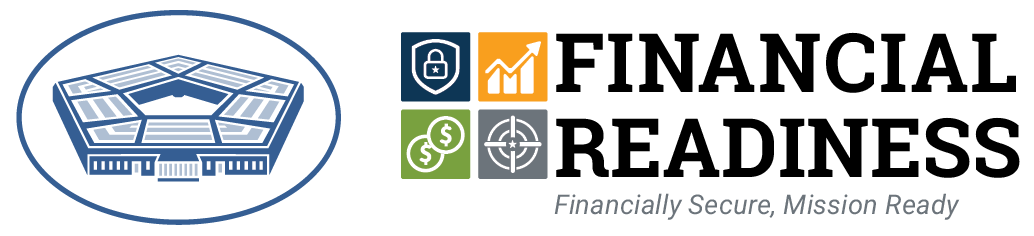 FINANCIAL
READINESS
Financially Secure, Mission Ready
$
$